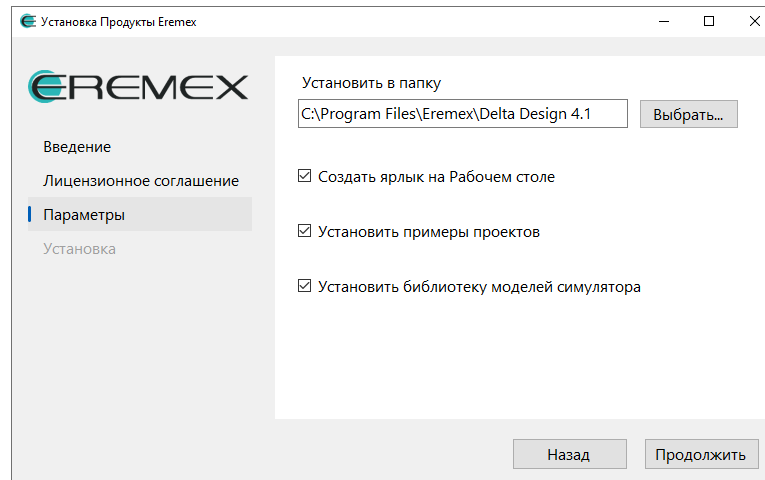 Установка Продукты Eremex
EREMEX
Введение
Лицензионное соглашение
Параметры
Установка
Установить в папку
C:\Program Files\Eremex\Delta Design 4.1
Выбрать...
Создать ярлык на Рабочем столе
Установить примеры проектов
Установить библиотеку моделей симулятора
Назад
Продолжить